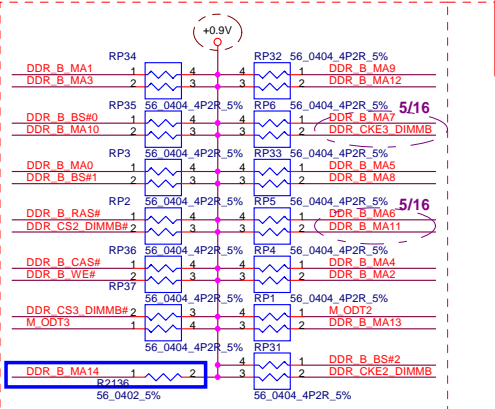 +0.9V
RP34 RP32 56_0404_4P2R_5%
DDR_B_MA1 1 4 4 1 DDR_B_MA9
DDR_B_MA3 2 3 3 2 DDR_B_MA12
RP35 56_0404_4P2R_5% RP6 56_0404_4P2R_5% 5/16
DDR_B_BS#0 1 4 4 1 DDR_B_MA7
DDR_B_MA10 2 3 3 2 DDR_CKE3_DIMMB
RP3 56_0404_4P2R_5% RP33 56_0404_4P2R_5%
DDR_B_MA0 1 4 4 1 DDR_B_MA5
DDR_B_BS#1 2 3 3 2 DDR_B_MA8
RP2 56_0404_4P2R_5% RP5 56_0404_4P2R_5% 5/16
DDR_B_RAS# 1 4 4 1 DDR_B_MA6
DDR_CS2_DIMMB# 2 3 3 2 DDR_B_MA11
RP36 56_0404_4P2R_5% RP4 56_0404_4P2R_5%
DDR_B_CAS# 1 4 4 1 DDR_B_MA4
DDR_B_WE# 2 3 3 2 DDR_B_MA2
RP37 56_0404_4P2R_5% RP1 56_0404_4P2R_5%
DDR_CS3_DIMMB# 2 3 4 1 M_ODT2
M_ODT3 1 4 3 2 DDR_B_MA13
56_0404_4P2R_5% RP31
4 1 DDR_B_BS#2
DDR_B_MA14 1 2 3 2 DDR_CKE2_DIMMB
R2136
56_0402_5% 56_0404_4P2R_5%